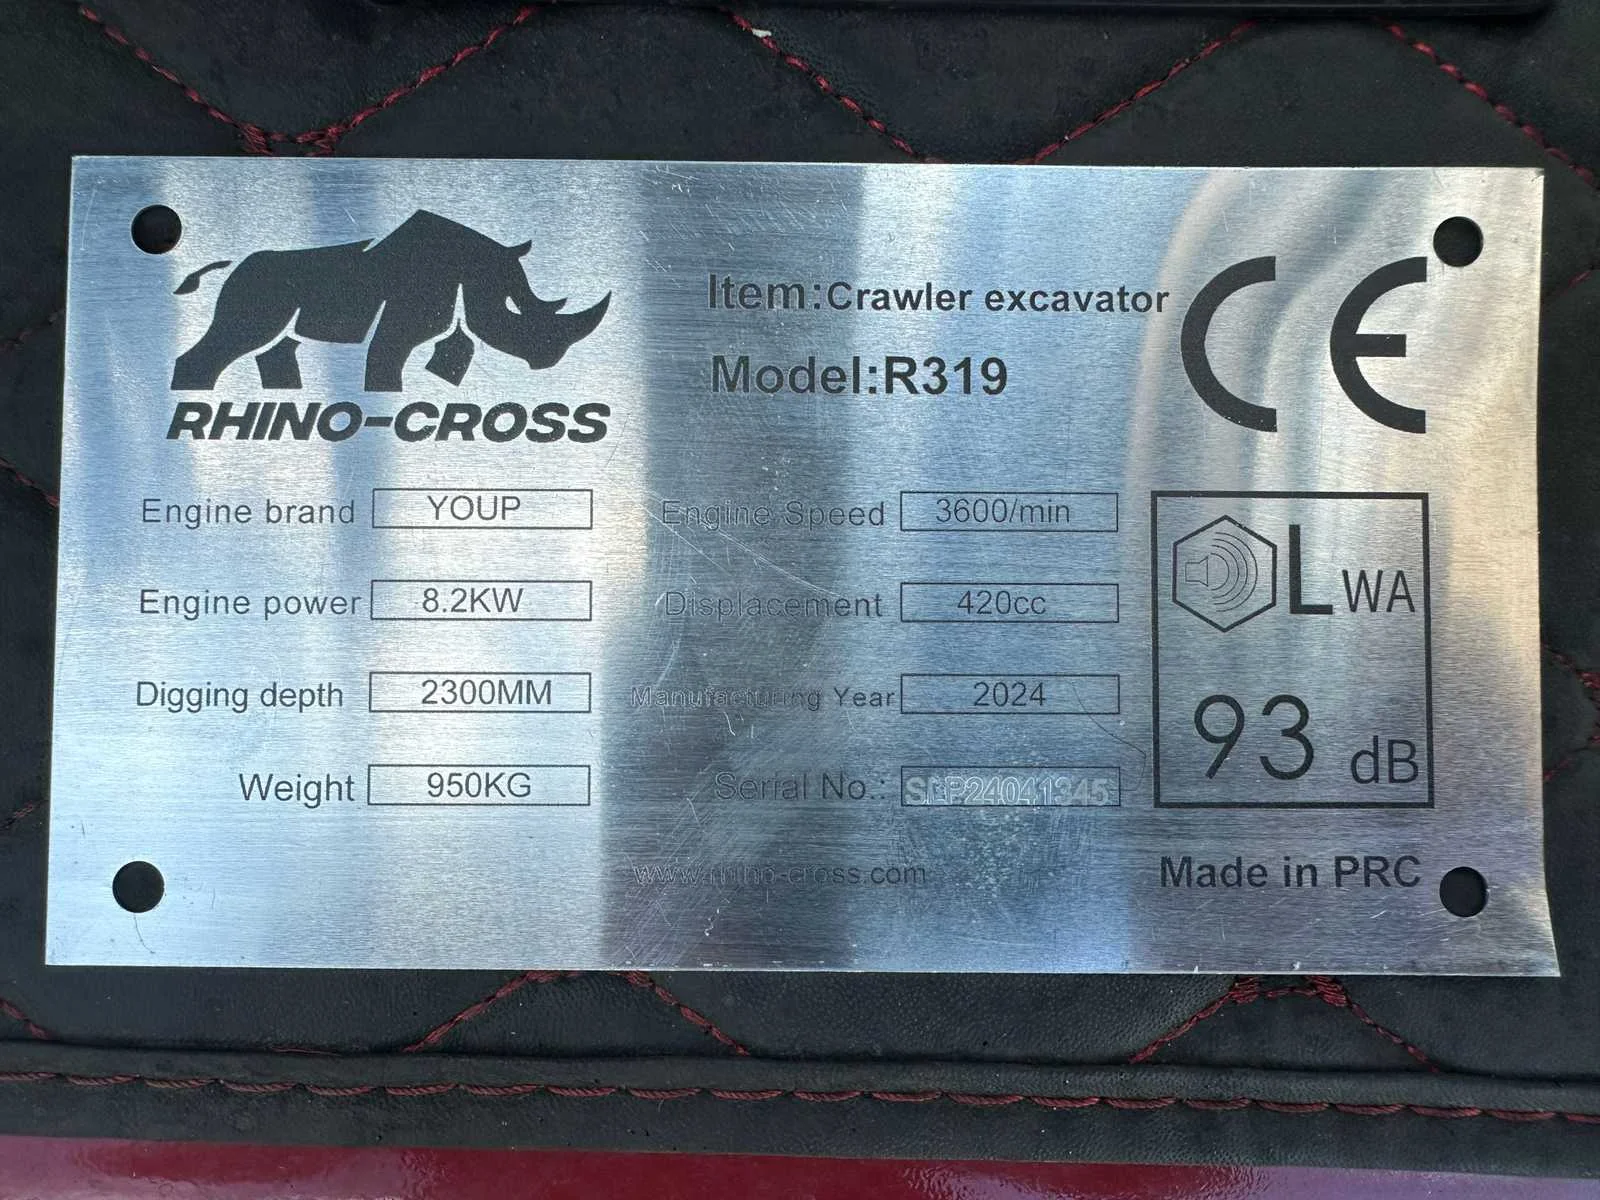 RHINO-CROSS
Item:Crawler excavator
Model:R319
CE
Engine brand YOUP
Engine Speed 3600/min
Engine power 8.2KW
Displacement 420cc
Digging depth 2300MM
Manufacturing Year 2024
Weight 950KG
Serial No.:
LWA
93 dB
www.rhino-cross.com
Made in PRC